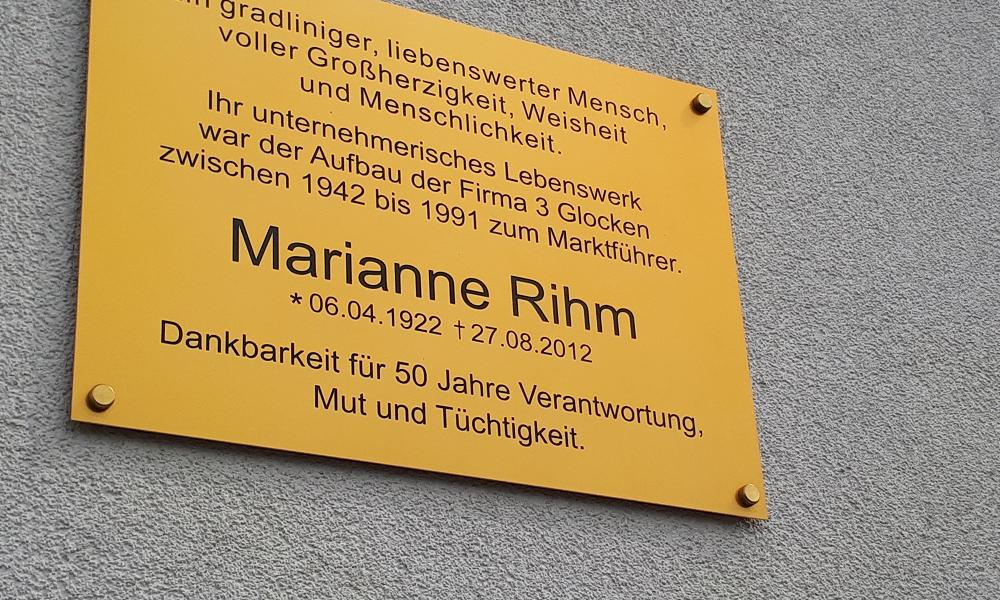 gradliniger, liebenswerter Mensch,
voller Großherzigkeit, Weisheit
und Menschlichkeit.
Ihr unternehmerisches Lebenswerk
war der Aufbau der Firma 3 Glocken
zwischen 1942 bis 1991 zum Marktführer.
Marianne Rihm
* 06.04.1922 † 27.08.2012
Dankbarkeit für 50 Jahre Verantwortung,
Mut und Tüchtigkeit.